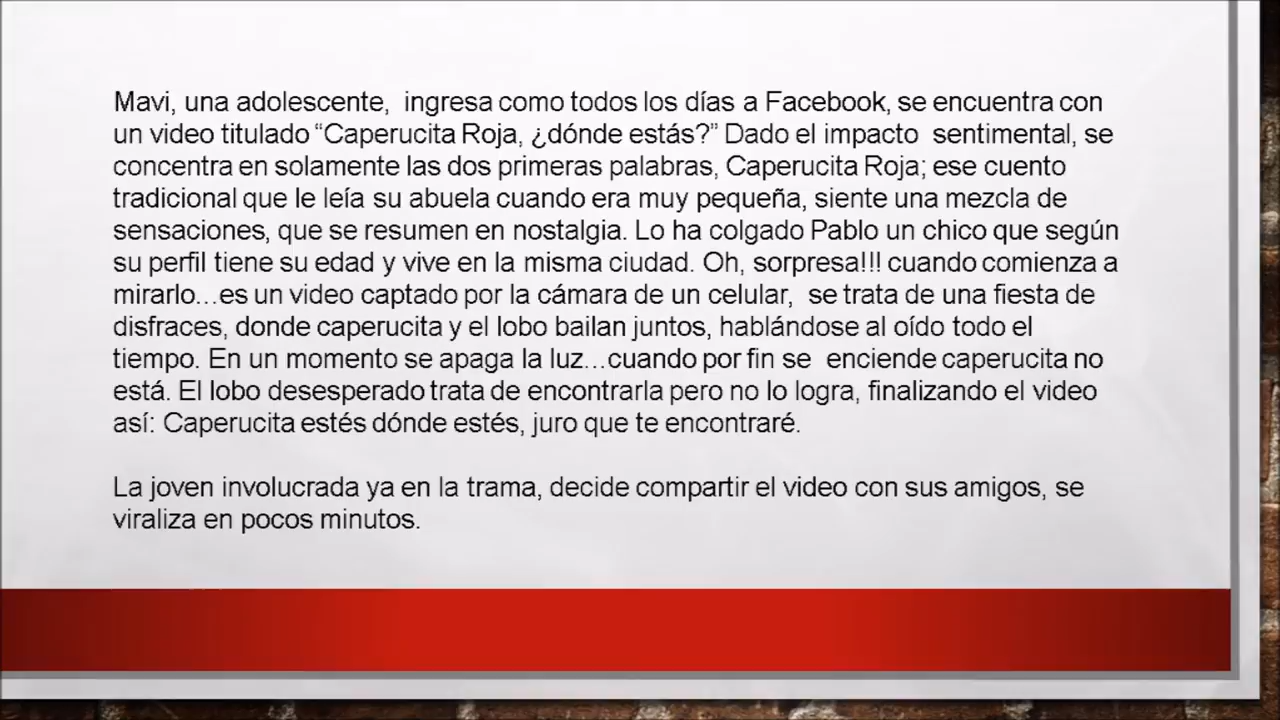 Mavi, una adolescente,  ingresa como todos los días a Facebook, se encuentra con
un video titulado “Caperucita Roja, ¿dónde estás?” Dado el impacto  sentimental, se
concentra en solamente las dos primeras palabras, Caperucita Roja; ese cuento
tradicional que le leía su abuela cuando era muy pequeña, siente una mezcla de
sensaciones, que se resumen en nostalgia. Lo ha colgado Pablo un chico que según
su perfil tiene su edad y vive en la misma ciudad. Oh, sorpresa!!! cuando comienza a
mirarlo…es un video captado por la cámara de un celular,  se trata de una fiesta de
disfraces, donde caperucita y el lobo bailan juntos, hablándose al oído todo el
tiempo. En un momento se apaga la luz…cuando por fin se  enciende caperucita no
está. El lobo desesperado trata de encontrarla pero no lo logra, finalizando el video
así: Caperucita estés dónde estés, juro que te encontraré.
La joven involucrada ya en la trama, decide compartir el video con sus amigos, se
viraliza en pocos minutos.